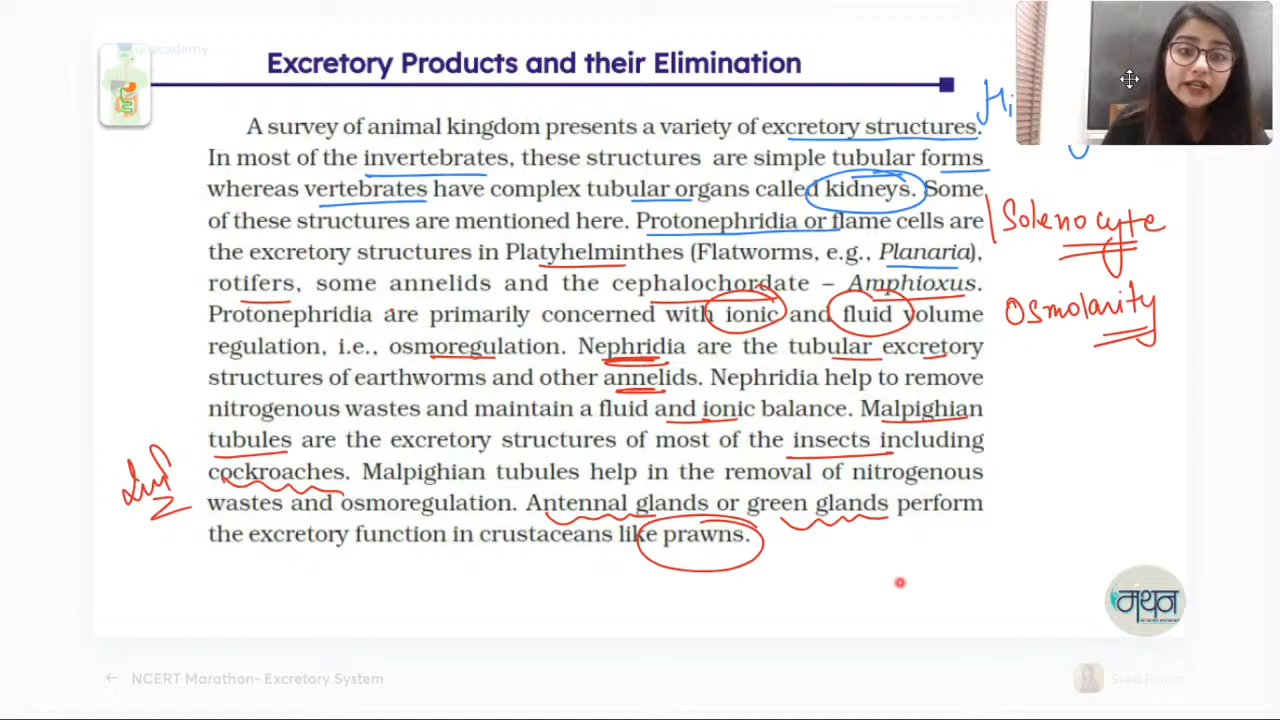 unacademy
Excretory Products and their Elimination
A survey of animal kingdom presents a variety of excretory structures.
In most of the invertebrates, these structures are simple tubular forms
whereas vertebrates have complex tubular organs called kidneys. Some
of these structures are mentioned here. Protonephridia or flame cells are
the excretory structures in Platyhelminthes (Flatworms, e.g., Planaria),
rotifers, some annelids and the cephalochordate – Amphioxus.
Protonephridia are primarily concerned with ionic and fluid volume
regulation, i.e., osmoregulation. Nephridia are the tubular excretory
structures of earthworms and other annelids. Nephridia help to remove
nitrogenous wastes and maintain a fluid and ionic balance. Malpighian
tubules are the excretory structures of most of the insects including
cockroaches. Malpighian tubules help in the removal of nitrogenous
wastes and osmoregulation. Antennal glands or green glands perform
the excretory function in crustaceans like prawns.
Solenocyte
Osmolarity
मंथन
NCERT Marathon- Excretory System